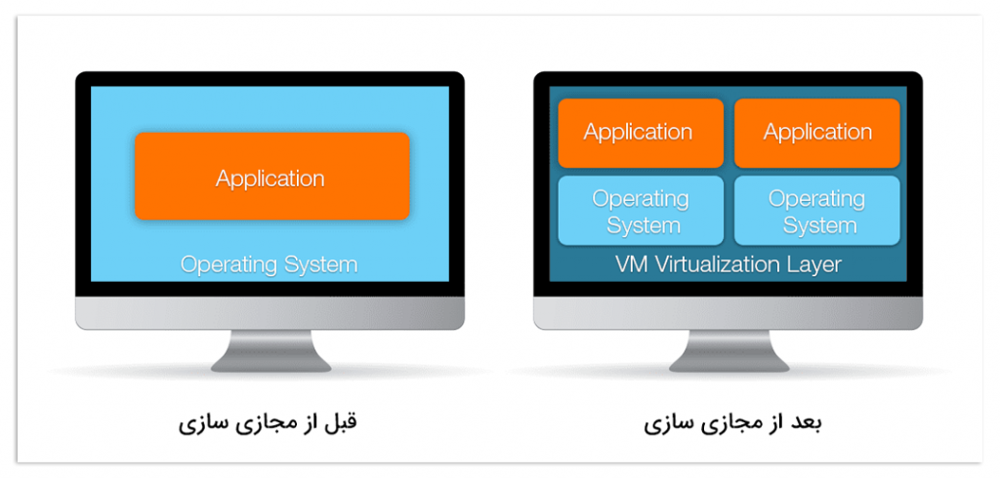 Application
Operating System
قبل از مجازی سازی
Application
Application
Operating
System
Operating
System
VM Virtualization Layer
بعد از مجازی سازی